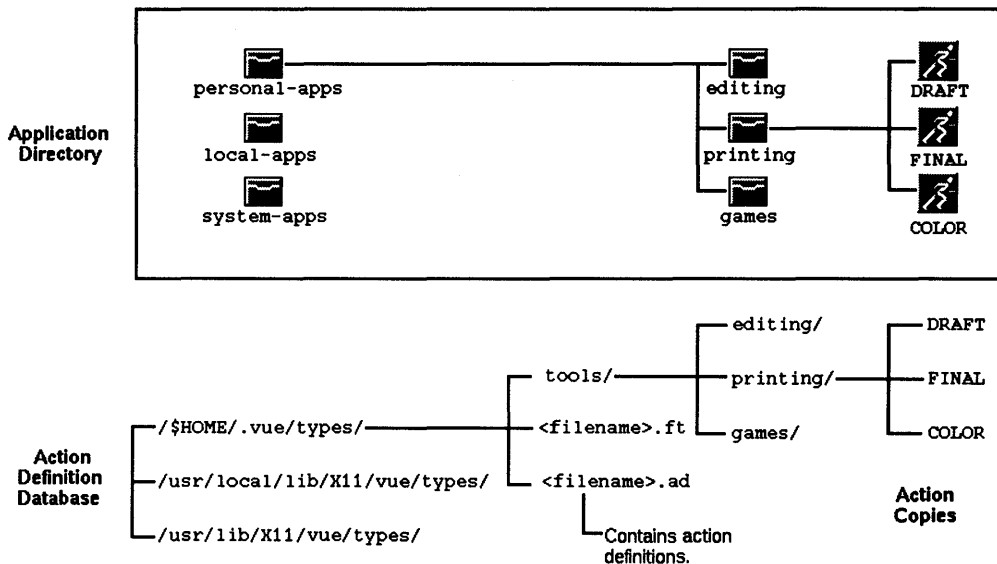 personal-apps
editing
DRAFT
Application
Directory
local-apps
printing
FINAL
system-apps
games
COLOR
editing/
DRAFT
tools/
printing/
FINAL
/$HOME/.vue/types/
<filename>.ft
games/
COLOR
Action
Definition
Database
/usr/local/lib/X11/vue/types/
<filename>.ad
Action
Copies
/usr/lib/X11/vue/types/
Contains action
definitions.